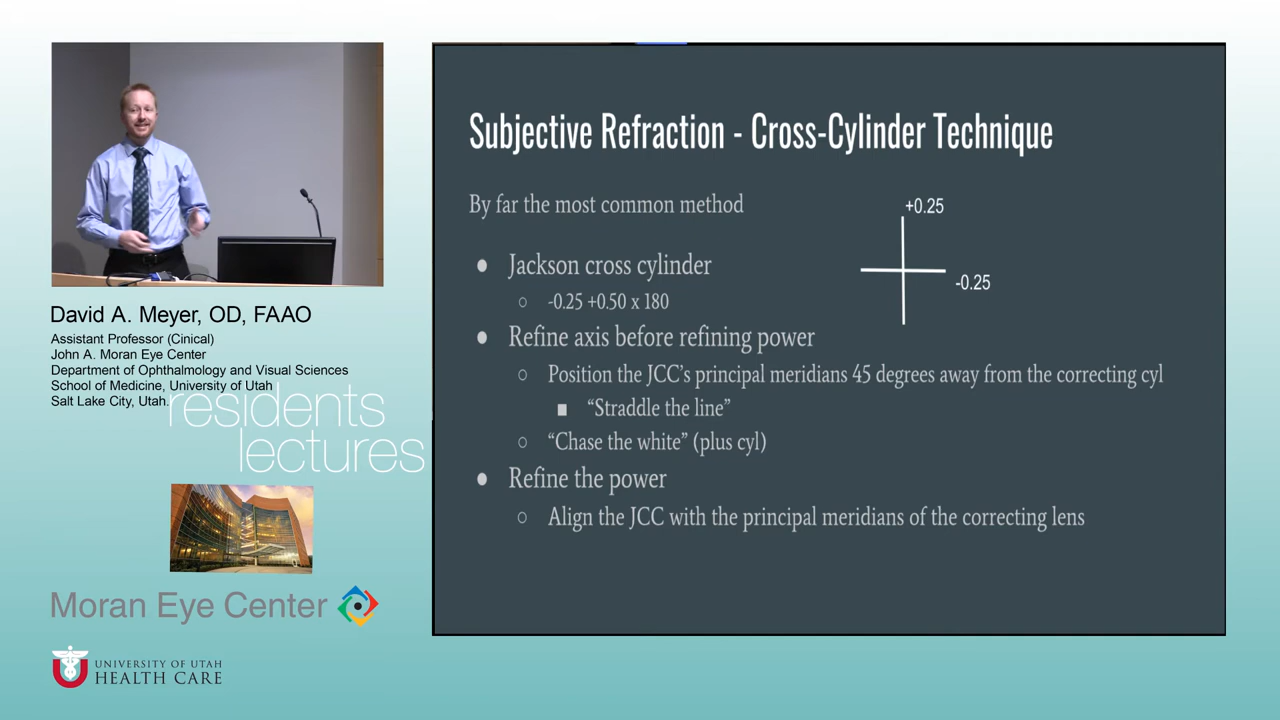 David A. Meyer, OD, FAAO
Assistant Professor (Cinical)
John A. Moran Eye Center
Department of Ophthalmology and Visual Sciences
School of Medicine, University of Utah
Salt Lake City, Utah.
residents
lectures
Moran Eye Center
UNIVERSITY OF UTAH
HEALTH CARE
Subjective Refraction - Cross-Cylinder Technique
By far the most common method
+0.25
-0.25
● Jackson cross cylinder
○ -0.25 +0.50 x 180
● Refine axis before refining power
○ Position the JCC's principal meridians 45 degrees away from the correcting cyl
■ “Straddle the line”
○ “Chase the white” (plus cyl)
● Refine the power
○ Align the JCC with the principal meridians of the correcting lens